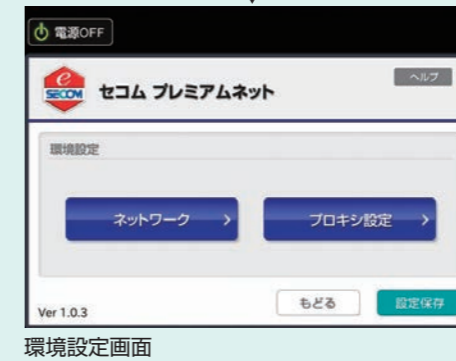 電源OFF
e
SECOM
セコム プレミアムネット
ヘルプ
環境設定
ネットワーク >
プロキシ設定 >
もどる
設定保存
Ver 1.0.3
環境設定画面